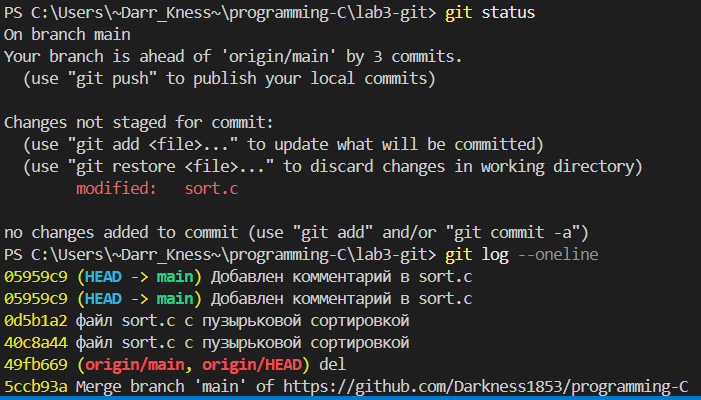 PS C:\Users\~Darr_Kness~\programming-C\lab3-git> git status
On branch main
Your branch is ahead of 'origin/main' by 3 commits.
  (use "git push" to publish your local commits)

Changes not staged for commit:
  (use "git add <file>..." to update what will be committed)
  (use "git restore <file>..." to discard changes in working directory)
        modified:   sort.c

no changes added to commit (use "git add" and/or "git commit -a")
PS C:\Users\~Darr_Kness~\programming-C\lab3-git> git log --oneline
05959c9 (HEAD -> main) Добавлен комментарий в sort.c
05959c9 (HEAD -> main) Добавлен комментарий в sort.c
0d5b1a2 файл sort.c с пузырьковой сортировкой
40c8a44 файл sort.c с пузырьковой сортировкой
49fb669 (origin/main, origin/HEAD) del
5ccb93a Merge branch 'main' of https://github.com/Darkness1853/programming-C